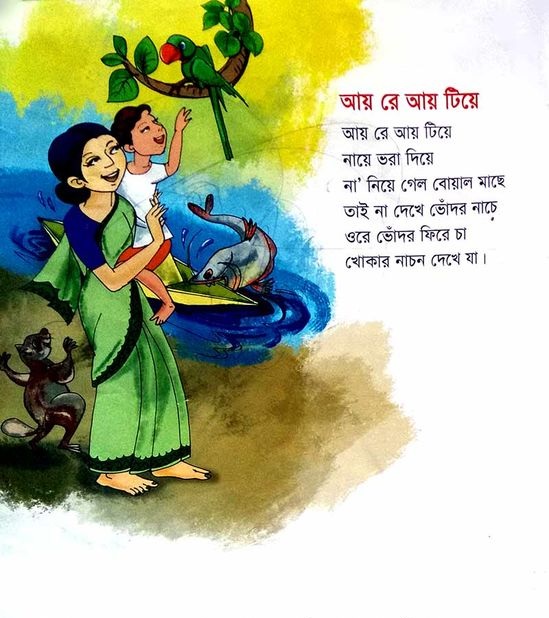 আয় রে আয় টিয়ে
আয় রে আয় টিয়ে
নায়ে ভরা দিয়ে
না' নিয়ে গেল বোয়াল মাছে
তাই না দেখে ভোঁদর নাচে
ওরে ভোঁদর ফিরে চা
খোকার নাচন দেখে যা।